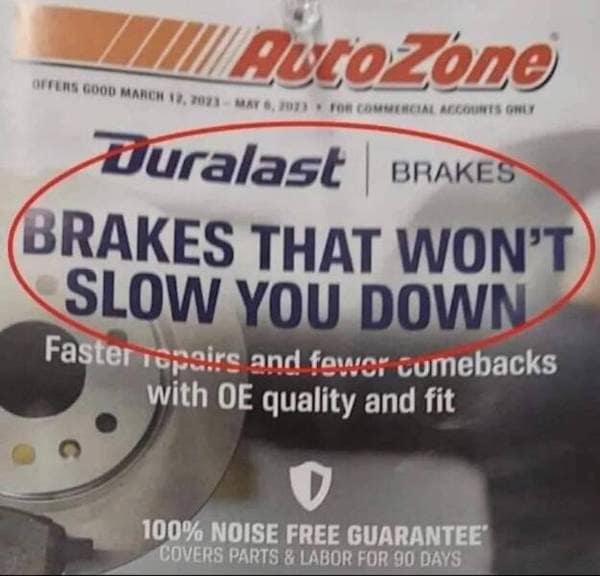 AutoZone
OFFERS GOOD MARCH 12, 2023 - MAY 6, 2023 • FOR COMMERCIAL ACCOUNTS ONLY
Duralast | BRAKES
BRAKES THAT WON'T
SLOW YOU DOWN
Faster repairs and fewer comebacks
with OE quality and fit
100% NOISE FREE GUARANTEE*
COVERS PARTS & LABOR FOR 90 DAYS